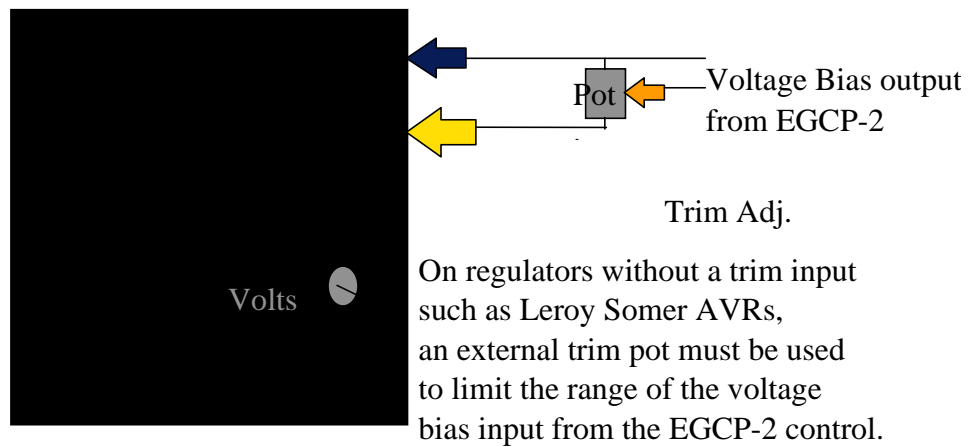 Pot
Voltage Bias output
from EGCP-2
Trim Adj.
Volts
On regulators without a trim input
such as Leroy Somer AVRs,
an external trim pot must be used
to limit the range of the voltage
bias input from the EGCP-2 control.